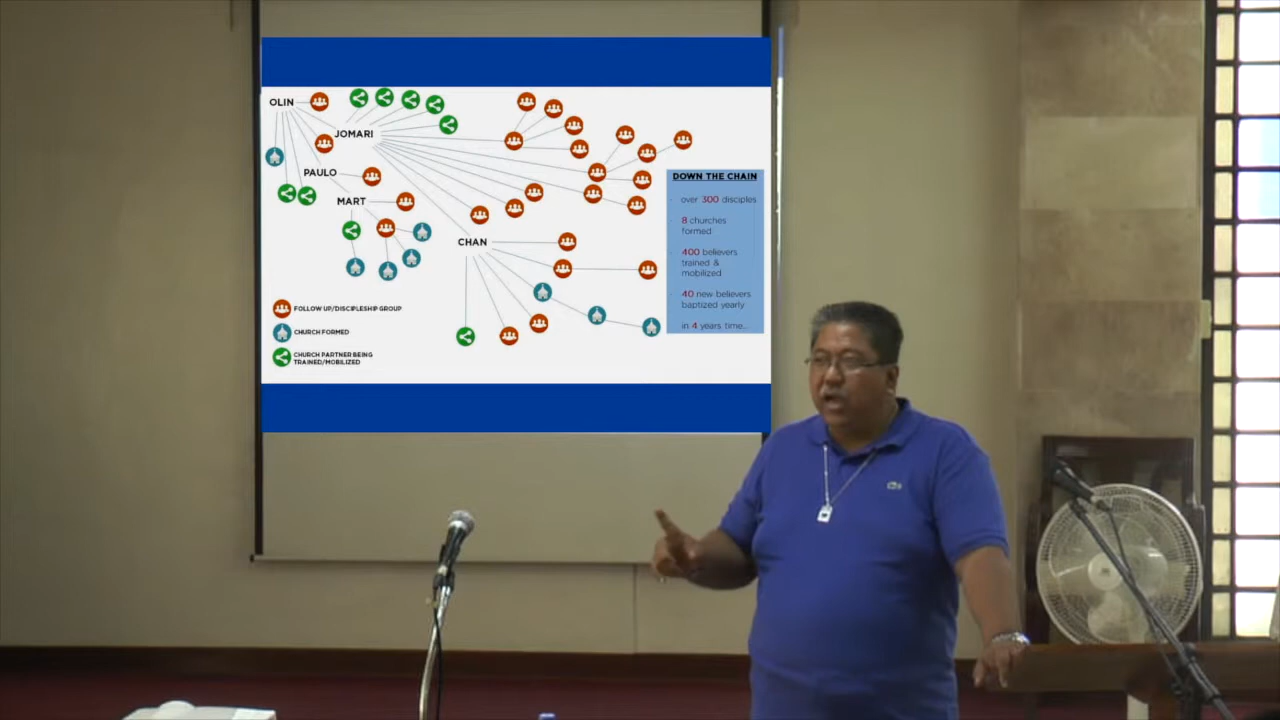 OLIN
JOMARI
PAULO
MART
CHAN
DOWN THE CHAIN
over 300 disciples
8 churches
formed
400 believers
trained &
mobilized
40 new believers
baptized yearly
in 4 years time...
FOLLOW UP/DISCIPLESHIP GROUP
CHURCH FORMED
CHURCH PARTNER BEING
TRAINED/MOBILIZED